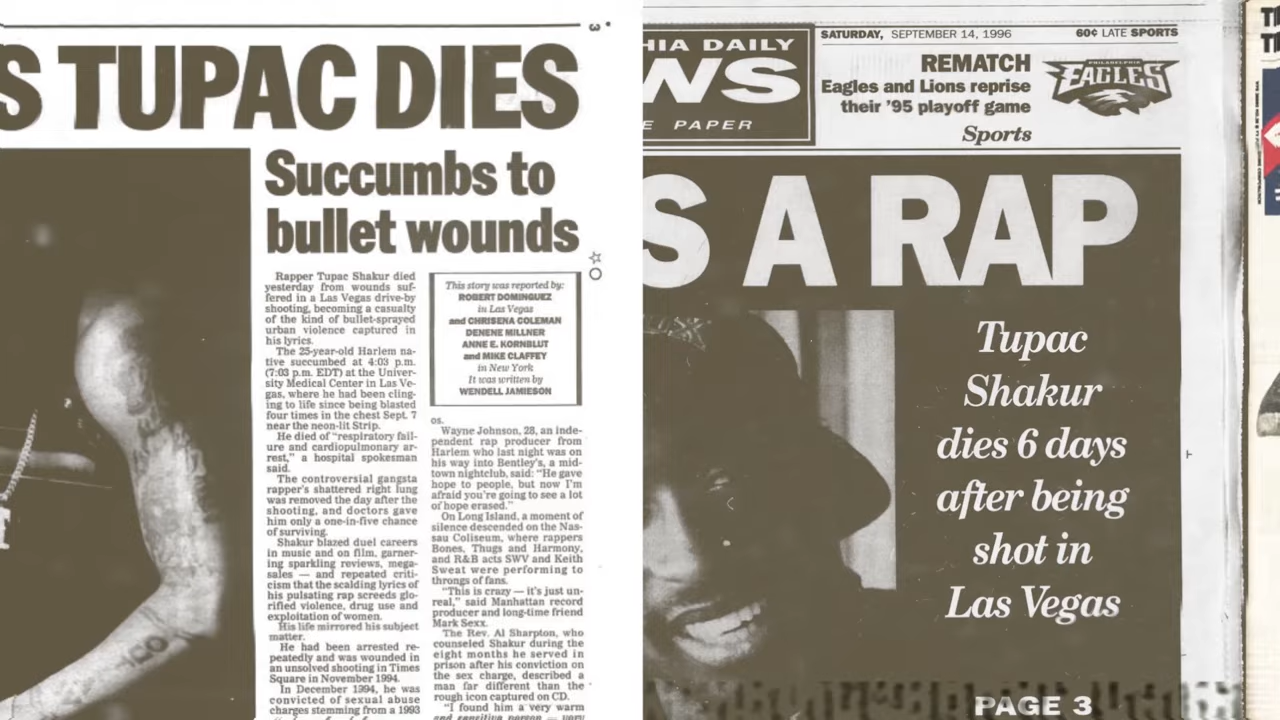 S TUPAC DIES
3
Succumbs to
bullet wounds
Rapper Tupac Shakur died
yesterday from wounds suf-
fered in a Las Vegas drive-by
shooting, becoming a casualty
of the kind of bullet-sprayed
urban violence captured in
his lyrics.
The 25-year-old Harlem na-
tive succumbed at 4:03 p.m.
(7:03 p.m. EDT) at the Univer-
sity Medical Center in Las Ve-
gas, where he had been cling-
ing to life since being blasted
four times in the chest Sept. 7
near the neon-lit Strip.
He died of "respiratory fail-
ure and cardiopulmonary ar-
rest," a hospital spokesman
said.
The controversial gangsta
rapper's shattered right lung
was removed the day after the
shooting, and doctors gave
him only a one-in-five chance
of surviving.
Shakur blazed duel careers
in music and on film, garner-
ing sparkling reviews, mega-
sales — and repeated criti-
cism that the scalding lyrics of
his pulsating rap screeds glo-
rified violence, drug use and
exploitation of women.
His life mirrored his subject
matter.
He had been arrested re-
peatedly and was wounded in
an unsolved shooting in Times
Square in November 1994.
In December 1994, he was
convicted of sexual abuse
charges stemming from a 1993
This story was reported by:
ROBERT DOMINGUEZ
in Las Vegas
and CHRISENA COLEMAN
DENENE MILLNER
ANNE E. KORNBLUT
and MIKE CLAFFEY
in New York
It was written by
WENDELL JAMIESON
os.
Wayne Johnson, 28, an inde-
pendent rap producer from
Harlem who last night was on
his way into Bentley's, a mid-
town nightclub, said: "He gave
hope to people, but now I'm
afraid you're going to see a lot
of hope erased."
On Long Island, a moment of
silence descended on the Nas-
sau Coliseum, where rappers
Bones, Thugs and Harmony,
and R&B acts SWV and Keith
Sweat were performing to
throngs of fans.
"This is crazy — it's just un-
real," said Manhattan record
producer and long-time friend
Mark Sexx.
The Rev. Al Sharpton, who
counseled Shakur during the
eight months he served in
prison after his conviction on
the sex charge, described a
man far different than the
rough icon captured on CD.
"I found him a very warm
and sensitive person — very
HIA DAILY
WS
E PAPER
SATURDAY, SEPTEMBER 14, 1996
60¢ LATE SPORTS
REMATCH
Eagles and Lions reprise
their '95 playoff game
Sports
PHILADELPHIA
EAGLES
S A RAP
Tupac
Shakur
dies 6 days
after being
shot in
Las Vegas
PAGE 3